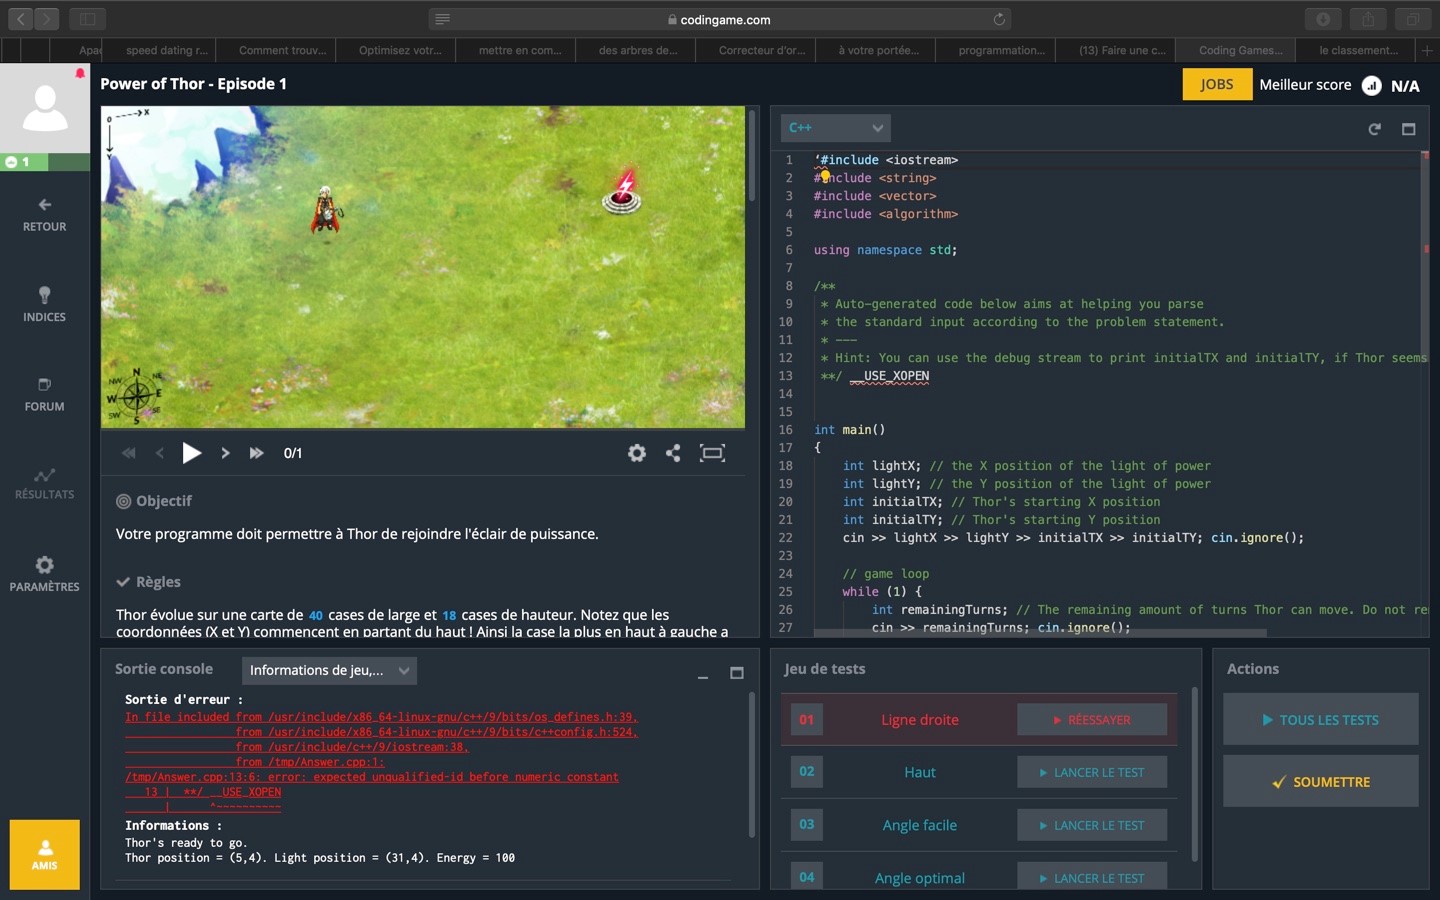 codingame.com
Apa
speed dating r...
Comment trouv...
Optimisez votr...
mettre en com...
des arbres de...
Correcteur d'or...
à votre portée...
programmation...
(13) Faire une c...
Coding Games...
le classement...
Power of Thor - Episode 1
JOBS
Meilleur score
N/A
1
RETOUR
INDICES
FORUM
RÉSULTATS
PARAMÈTRES
AMIS
0
X
Y
N
NE
E
SE
S
SW
W
NW
0/1
Objectif
Votre programme doit permettre à Thor de rejoindre l'éclair de puissance.
Règles
Thor évolue sur une carte de 40 cases de large et 18 cases de hauteur. Notez que les
coordonnées (X et Y) commencent en partant du haut ! Ainsi la case la plus en haut à gauche a
C++
1 '#include <iostream>
2 #include <string>
3 #include <vector>
4 #include <algorithm>
5
6 using namespace std;
7
8 /**
9 * Auto-generated code below aims at helping you parse
10 * the standard input according to the problem statement.
11 * ---
12 * Hint: You can use the debug stream to print initialTX and initialTY, if Thor seems
13 **/ __USE_XOPEN
14
15
16 int main()
17 {
18 int lightX; // the X position of the light of power
19 int lightY; // the Y position of the light of power
20 int initialTX; // Thor's starting X position
21 int initialTY; // Thor's starting Y position
22 cin >> lightX >> lightY >> initialTX >> initialTY; cin.ignore();
23
24 // game loop
25 while (1) {
26 int remainingTurns; // The remaining amount of turns Thor can move. Do not re
27 cin >> remainingTurns; cin.ignore();
Sortie console
Informations de jeu,...
Sortie d'erreur :
In file included from /usr/include/x86_64-linux-gnu/c++/9/bits/os_defines.h:39,
from /usr/include/x86_64-linux-gnu/c++/9/bits/c++config.h:524,
from /usr/include/c++/9/iostream:38,
from /tmp/Answer.cpp:1:
/tmp/Answer.cpp:13:6: error: expected unqualified-id before numeric constant
13 | **/ __USE_XOPEN
| ^~~~~~~~~~~
Informations :
Thor's ready to go.
Thor position = (5,4). Light position = (31,4). Energy = 100
Jeu de tests
01 Ligne droite RÉESSAYER
02 Haut LANCER LE TEST
03 Angle facile LANCER LE TEST
04 Angle optimal LANCER LE TEST
Actions
TOUS LES TESTS
SOUMETTRE